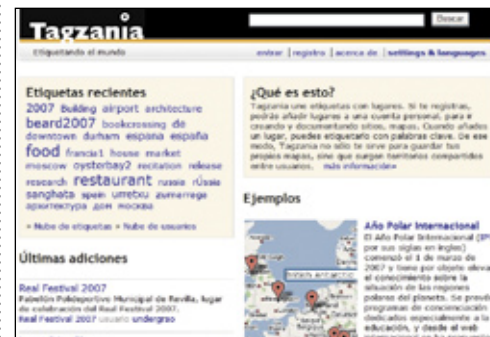 Tagzania
Buscar
Etiquetando el mundo
entrar | registro | acerca de | settings & languages
Etiquetas recientes
2007 Building airport architecture
beard2007 bookcrossing de
downtown durham espana españa
food francia1 house market
moscow oysterbay2 recitation release
research restaurant russia
sanghata spain urretxu zumarraga
архитектура дом москва
» Nube de etiquetas » Nube de usuarios
Últimas adiciones
Real Festival 2007
Pabellón Polideportivo Municipal de Revilla, lugar
de celebración del Real Festival 2007.
Real Festival 2007 usuario undergrao
¿Qué es esto?
Tagzania une etiquetas con lugares. Si te registras,
podrás añadir lugares a una cuenta personal, para ir
creando y documentando sitios, mapas. Cuando añades
un lugar, puedes etiquetarlo con palabras clave. De ese
modo, Tagzania no sólo te sirve para guardar tus
propios mapas, sino que surgen territorios compartidos
entre usuarios. más información»
Ejemplos
Año Polar Internacional
El Año Polar Internacional
por sus siglas en ingles)
comenzó el 1 de marzo de
2007 y tiene por objeto eleva
el conocimiento sobre la
situación de las regiones
polares del planeta. Se prevé
programas de concienciación
dedicados especialmente a la
educación, y desde el web